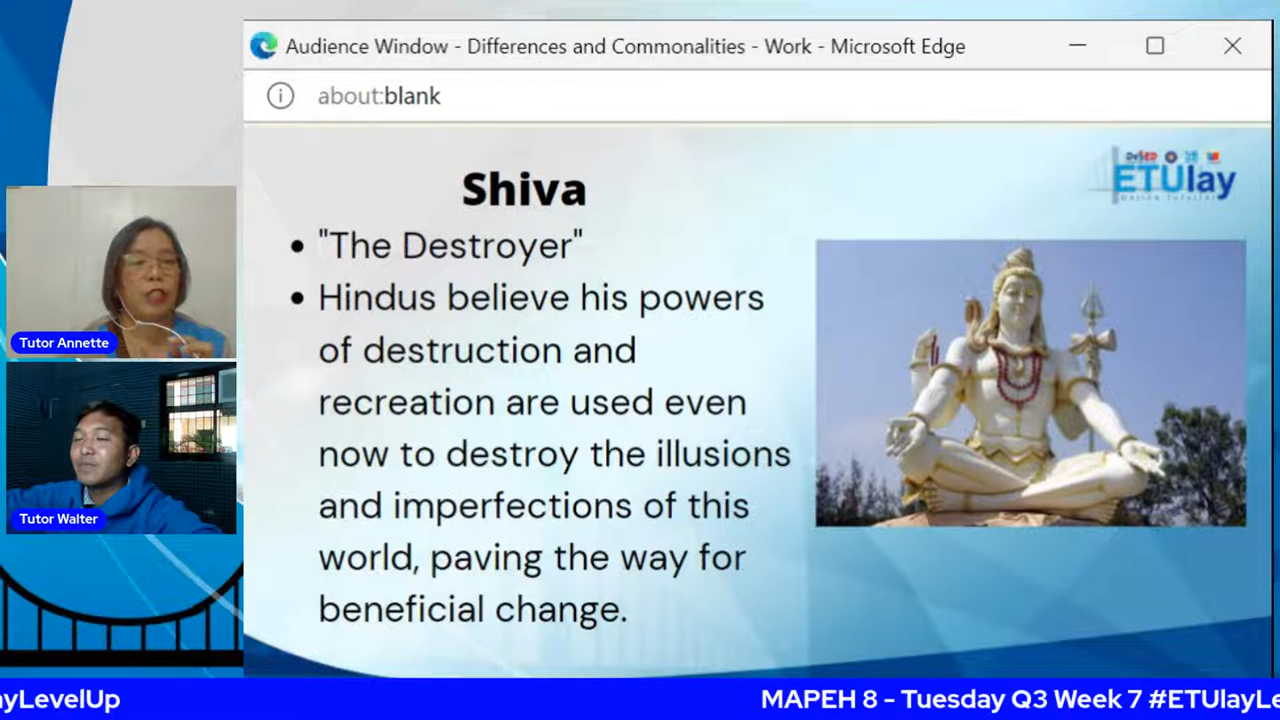 Audience Window - Differences and Commonalities - Work - Microsoft Edge
about:blank
DepED
ETUlay
Shiva
"The Destroyer"
Hindus believe his powers
of destruction and
recreation are used even
now to destroy the illusions
and imperfections of this
world, paving the way for
beneficial change.
Tutor Annette
Tutor Walter
ayLevelUp
MAPEH 8 - Tuesday Q3 Week 7 #ETUlayLe